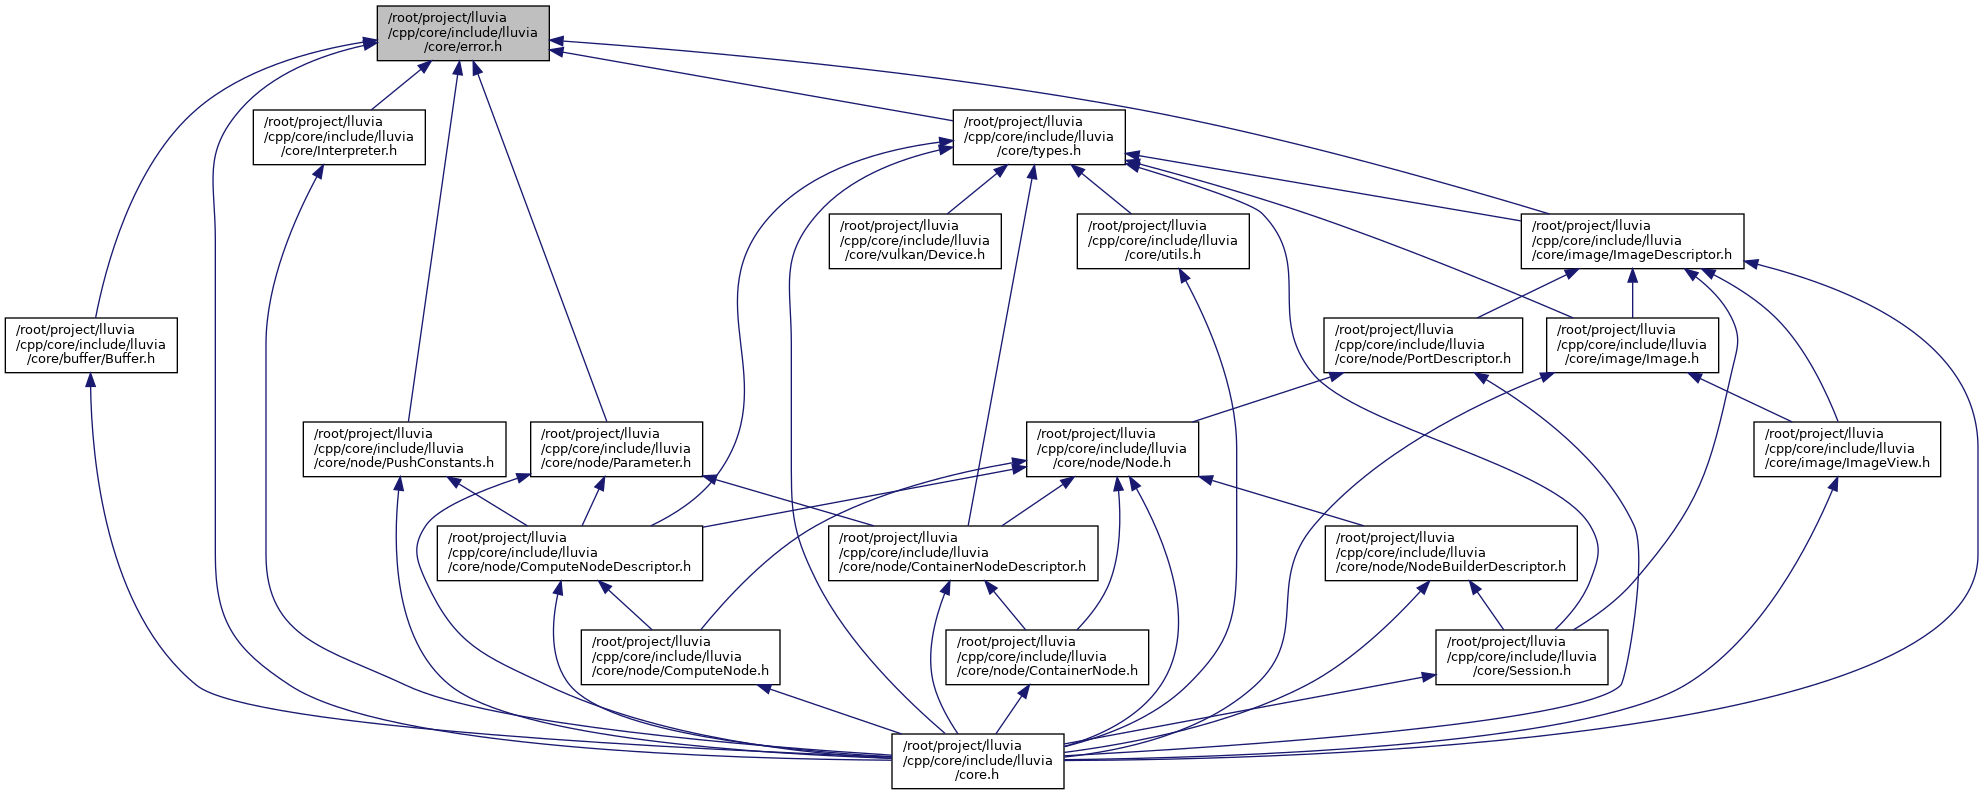 /root/project/lluvia
/cpp/core/include/lluvia
/core/error.h
/root/project/lluvia
/cpp/core/include/lluvia
/core/Interpreter.h
/root/project/lluvia
/cpp/core/include/lluvia
/core/types.h
/root/project/lluvia
/cpp/core/include/lluvia
/core/vulkan/Device.h
/root/project/lluvia
/cpp/core/include/lluvia
/core/utils.h
/root/project/lluvia
/cpp/core/include/lluvia
/core/image/ImageDescriptor.h
/root/project/lluvia
/cpp/core/include/lluvia
/core/buffer/Buffer.h
/root/project/lluvia
/cpp/core/include/lluvia
/core/node/PortDescriptor.h
/root/project/lluvia
/cpp/core/include/lluvia
/core/image/Image.h
/root/project/lluvia
/cpp/core/include/lluvia
/core/node/PushConstants.h
/root/project/lluvia
/cpp/core/include/lluvia
/core/node/Parameter.h
/root/project/lluvia
/cpp/core/include/lluvia
/core/node/Node.h
/root/project/lluvia
/cpp/core/include/lluvia
/core/image/ImageView.h
/root/project/lluvia
/cpp/core/include/lluvia
/core/node/ComputeNodeDescriptor.h
/root/project/lluvia
/cpp/core/include/lluvia
/core/node/ContainerNodeDescriptor.h
/root/project/lluvia
/cpp/core/include/lluvia
/core/node/NodeBuilderDescriptor.h
/root/project/lluvia
/cpp/core/include/lluvia
/core/node/ComputeNode.h
/root/project/lluvia
/cpp/core/include/lluvia
/core/node/ContainerNode.h
/root/project/lluvia
/cpp/core/include/lluvia
/core/Session.h
/root/project/lluvia
/cpp/core/include/lluvia
/core.h